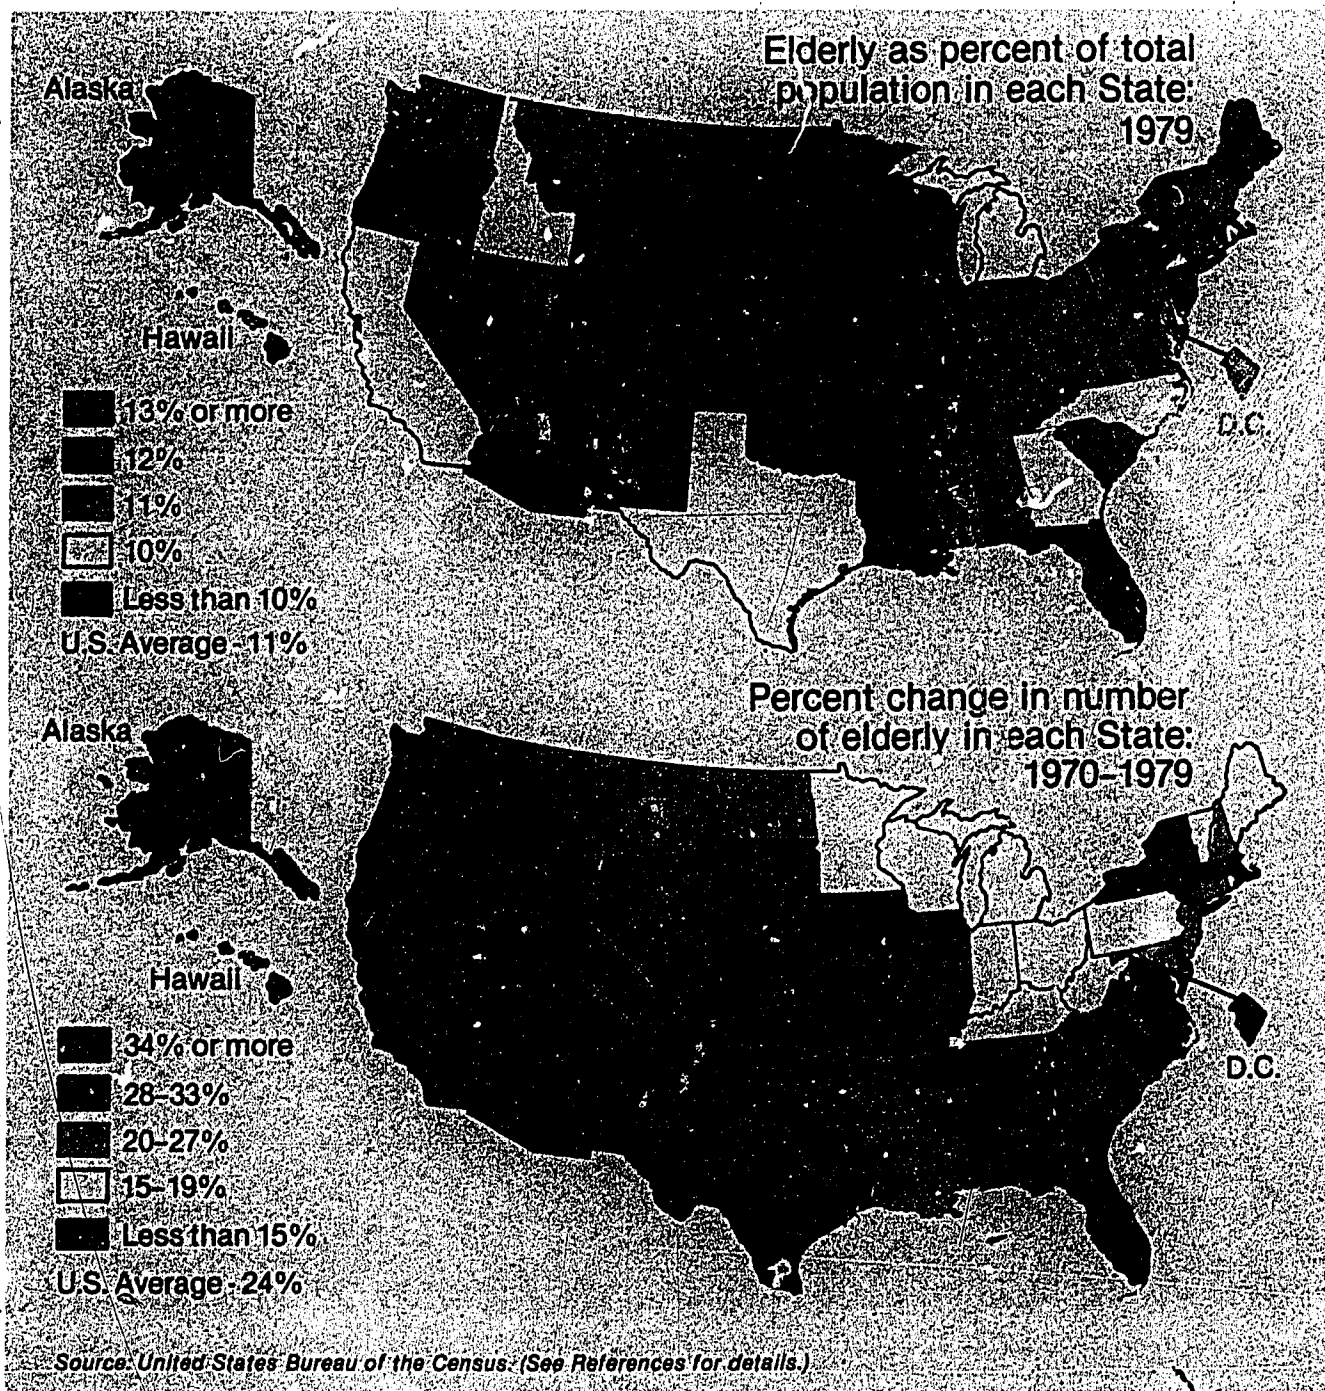 Elderly as percent of total
population in each State:
1979
Alaska
Hawaii
13% or more
12%
11%
10%
Less than 10%
U.S. Average - 11%
D.C.
Percent change in number
of elderly in each State:
1970–1979
Alaska
Hawaii
34% or more
28–33%
20–27%
15–19%
Less than 15%
U.S. Average - 24%
D.C.
Source: United States Bureau of the Census. (See References for details.)